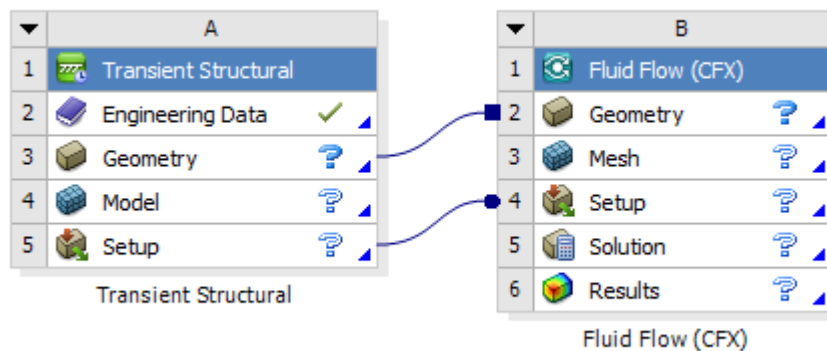 A
1 Transient Structural
2 Engineering Data
3 Geometry ?
4 Model ?
5 Setup ?
Transient Structural
B
1 Fluid Flow (CFX)
2 Geometry ?
3 Mesh ?
4 Setup ?
5 Solution ?
6 Results ?
Fluid Flow (CFX)